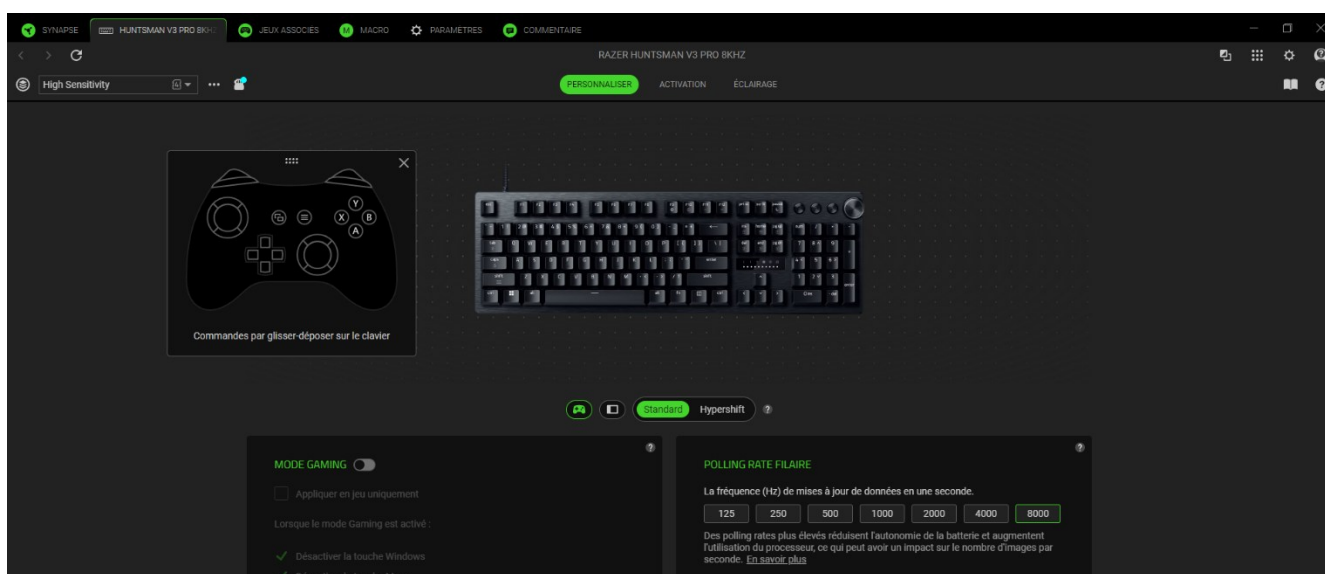 SYNAPSE
HUNTSMAN V3 PRO 8KHZ
JEUX ASSOCIES
MACRO
PARAMETRES
COMMENTAIRE
RAZER HUNTSMAN V3 PRO 8KHZ
High Sensitivity
PERSONNALISER
ACTIVATION
ÉCLAIRAGE
Y
X
B
A
Commandes par glisser-déposer sur le clavier
Standard
Hypershift
MODE GAMING
Appliquer en jeu uniquement
Lorsque le mode Gaming est activé :
Désactiver la touche Windows
POLLING RATE FILAIRE
La fréquence (Hz) de mises à jour de données en une seconde.
125 250 500 1000 2000 4000 8000
Des polling rates plus élevés réduisent l'autonomie de la batterie et augmentent
l'utilisation du processeur, ce qui peut avoir un impact sur le nombre d'images par
seconde. En savoir plus